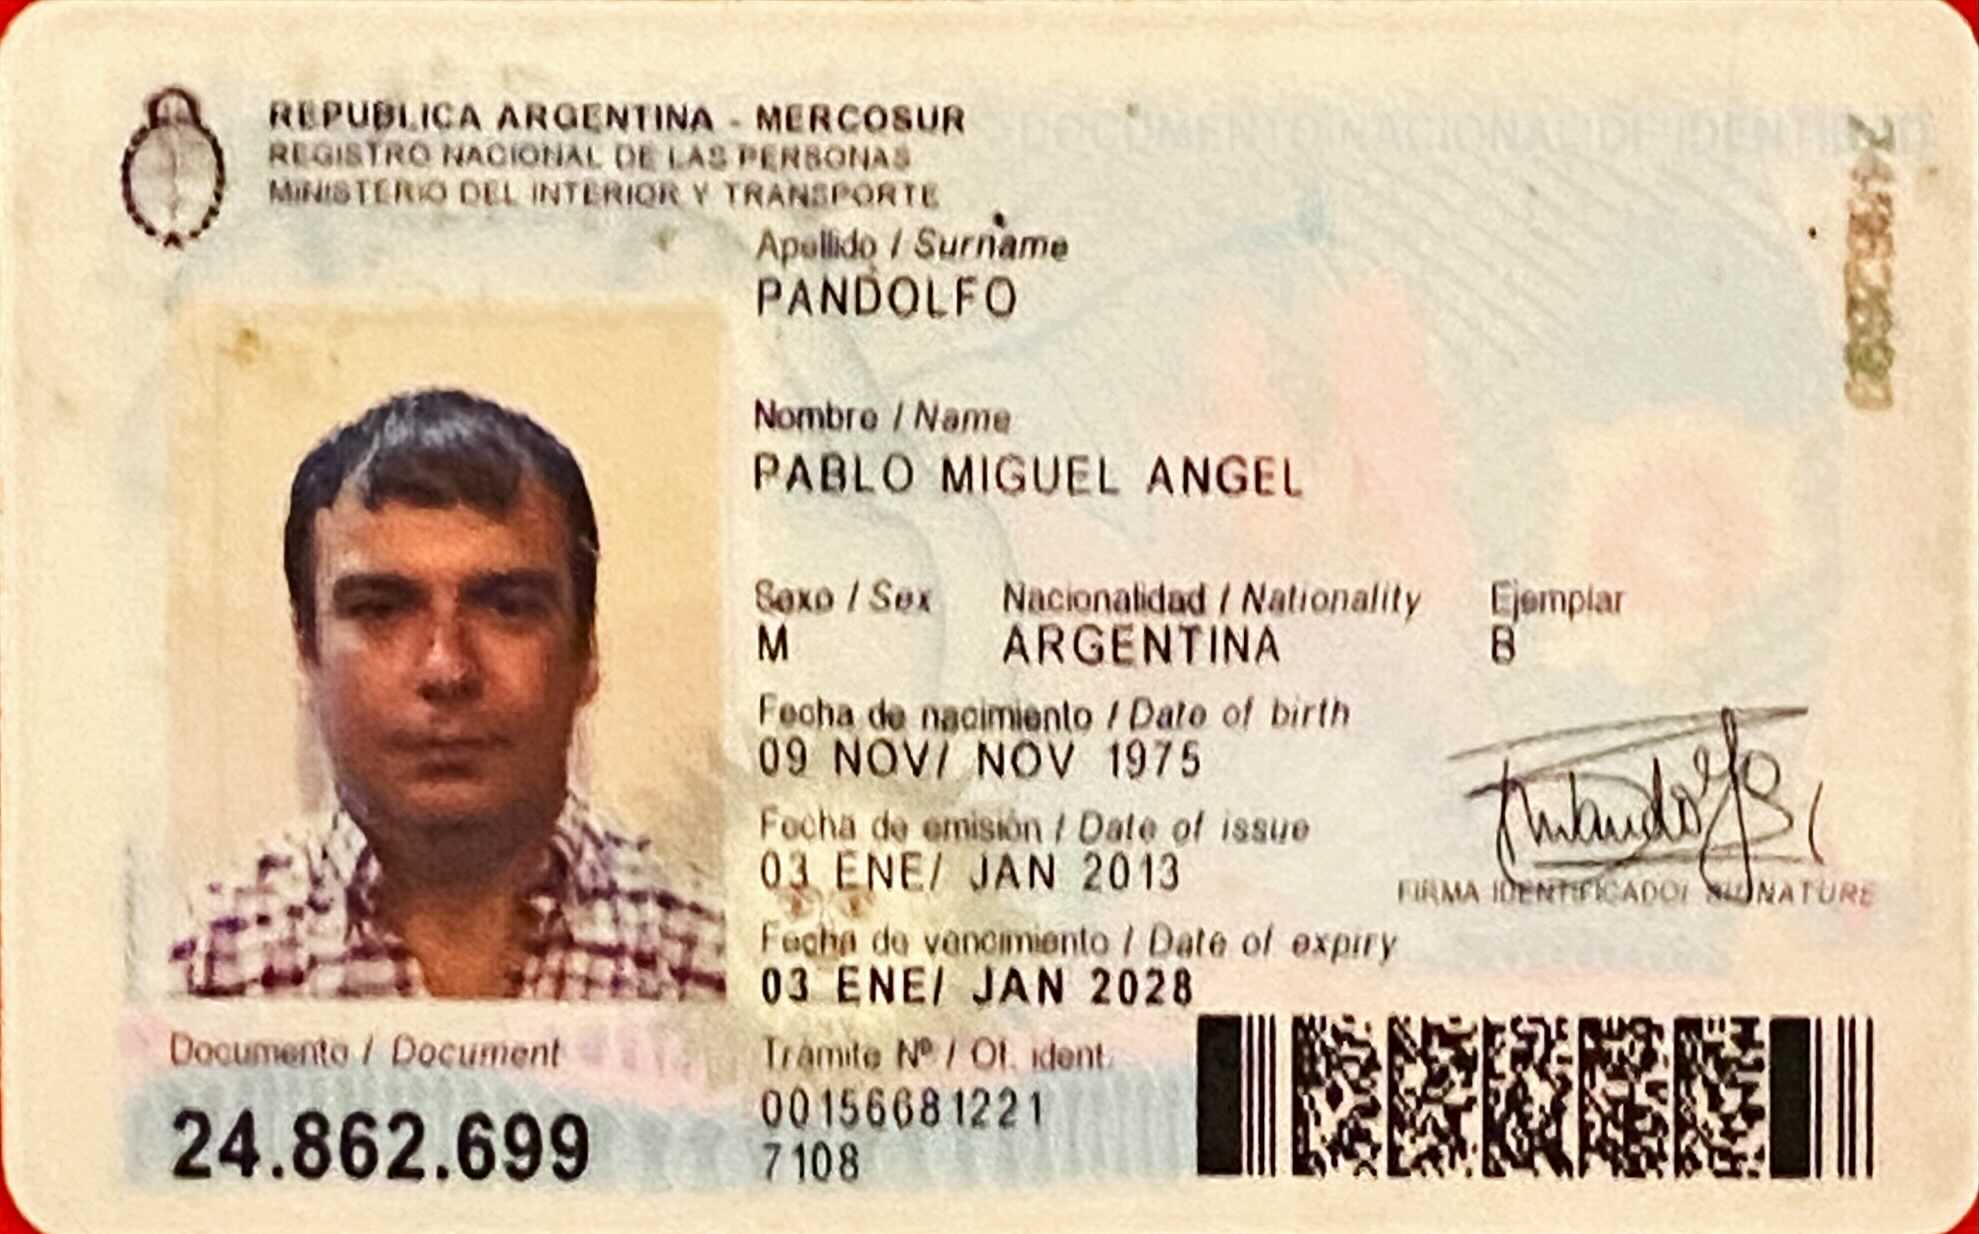 REPUBLICA ARGENTINA - MERCOSUR
REGISTRO NACIONAL DE LAS PERSONAS
MINISTERIO DEL INTERIOR Y TRANSPORTE
DOCUMENTO NACIONAL DE IDENTIDAD
Apellido / Surname
PANDOLFO
Nombre / Name
PABLO MIGUEL ANGEL
Sexo / Sex Nacionalidad / Nationality Ejemplar
M ARGENTINA B
Fecha de nacimiento / Date of birth
09 NOV/ NOV 1975
Fecha de emisión / Date of issue
03 ENE/ JAN 2013
FIRMA IDENTIFICADO/ SIGNATURE
Fecha de vencimiento / Date of expiry
03 ENE/ JAN 2028
Documento / Document
24.862.699
Trámite Nº / Of. ident.
00156681221
7108